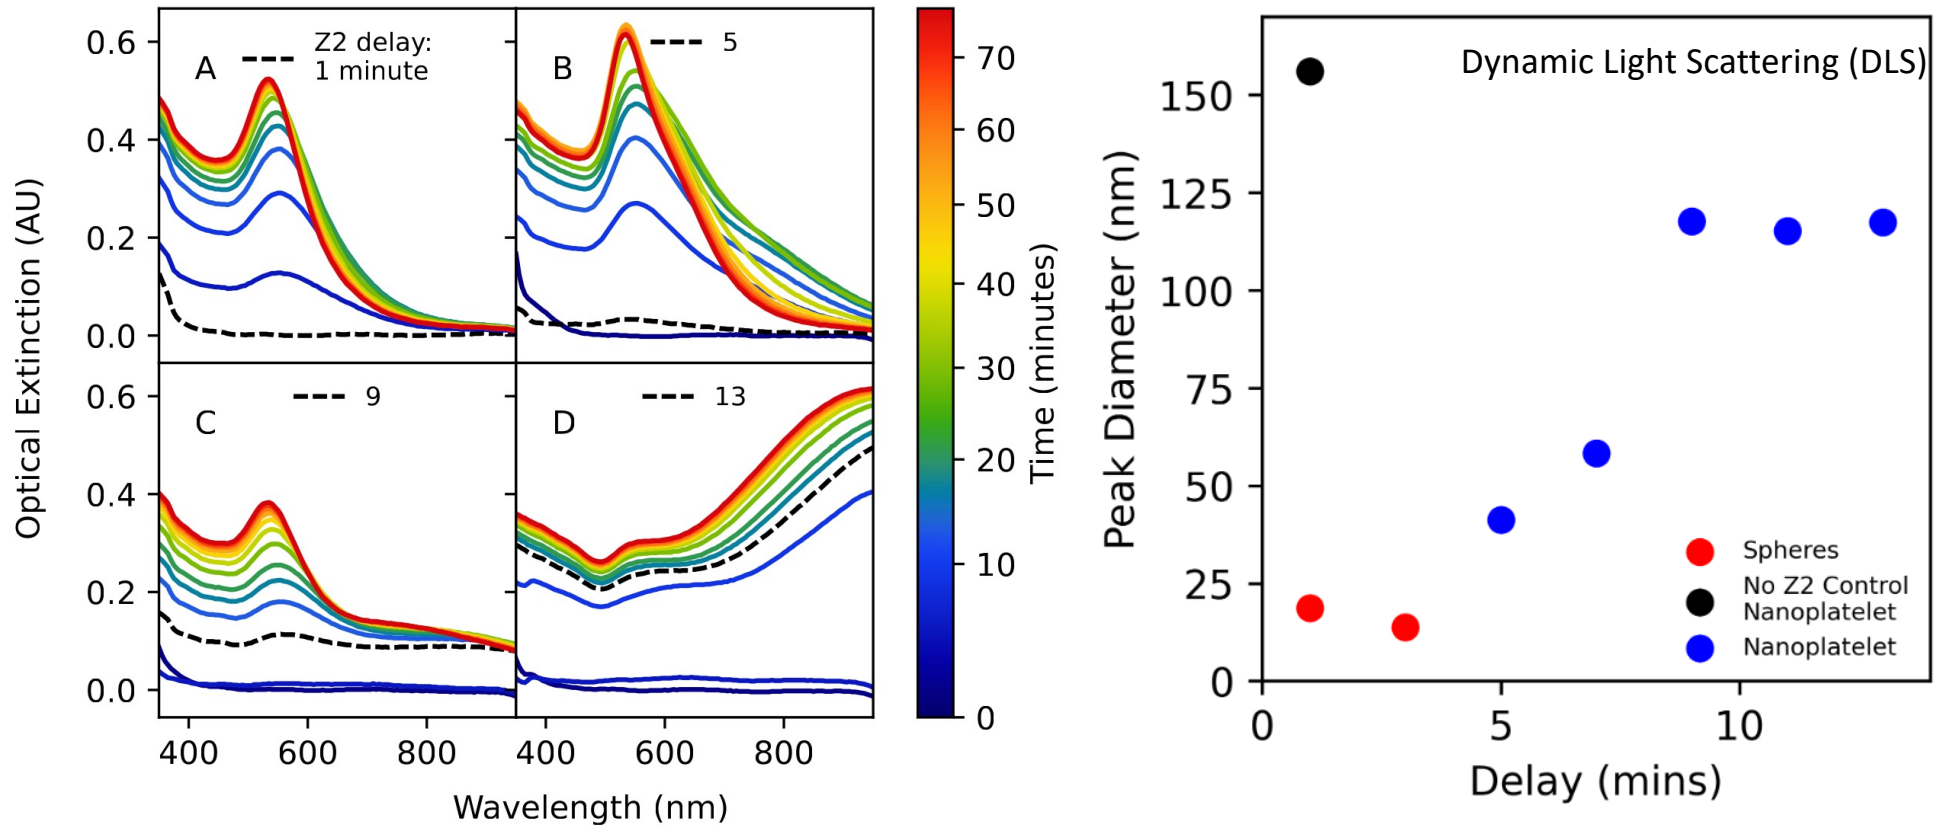 Optical Extinction (AU)
0.6
0.4
0.2
0.0
A
Z2 delay:
1 minute
B
5
0.6
0.4
0.2
0.0
C
9
D
13
400
600
800
400
600
800
Wavelength (nm)
70
60
50
40
30
20
10
0
Time (minutes)
Dynamic Light Scattering (DLS)
Peak Diameter (nm)
150
125
100
75
50
25
0
Spheres
No Z2 Control
Nanoplatelet
Nanoplatelet
0
5
10
Delay (mins)